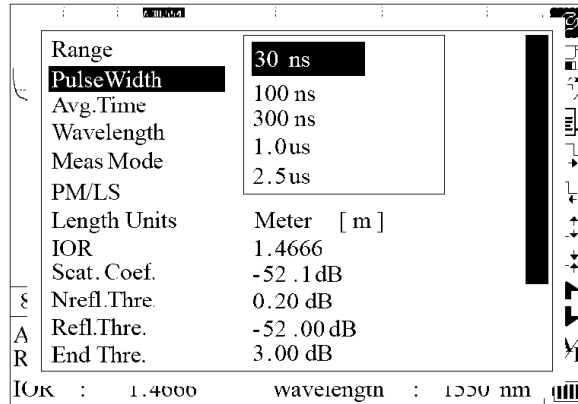 Range
PulseWidth
Avg.Time
Wavelength
Meas Mode
PM/LS
30 ns
100 ns
300 ns
1.0us
2.5us
Length Units Meter [ m ]
IOR 1.4666
Scat. Coef. -52 .1dB
Nrefl.Thre. 0.20 dB
Refl.Thre. -52 .00 dB
End Thre. 3.00 dB
A
R
IOR : 1.4666 wavelength : 1550 nm